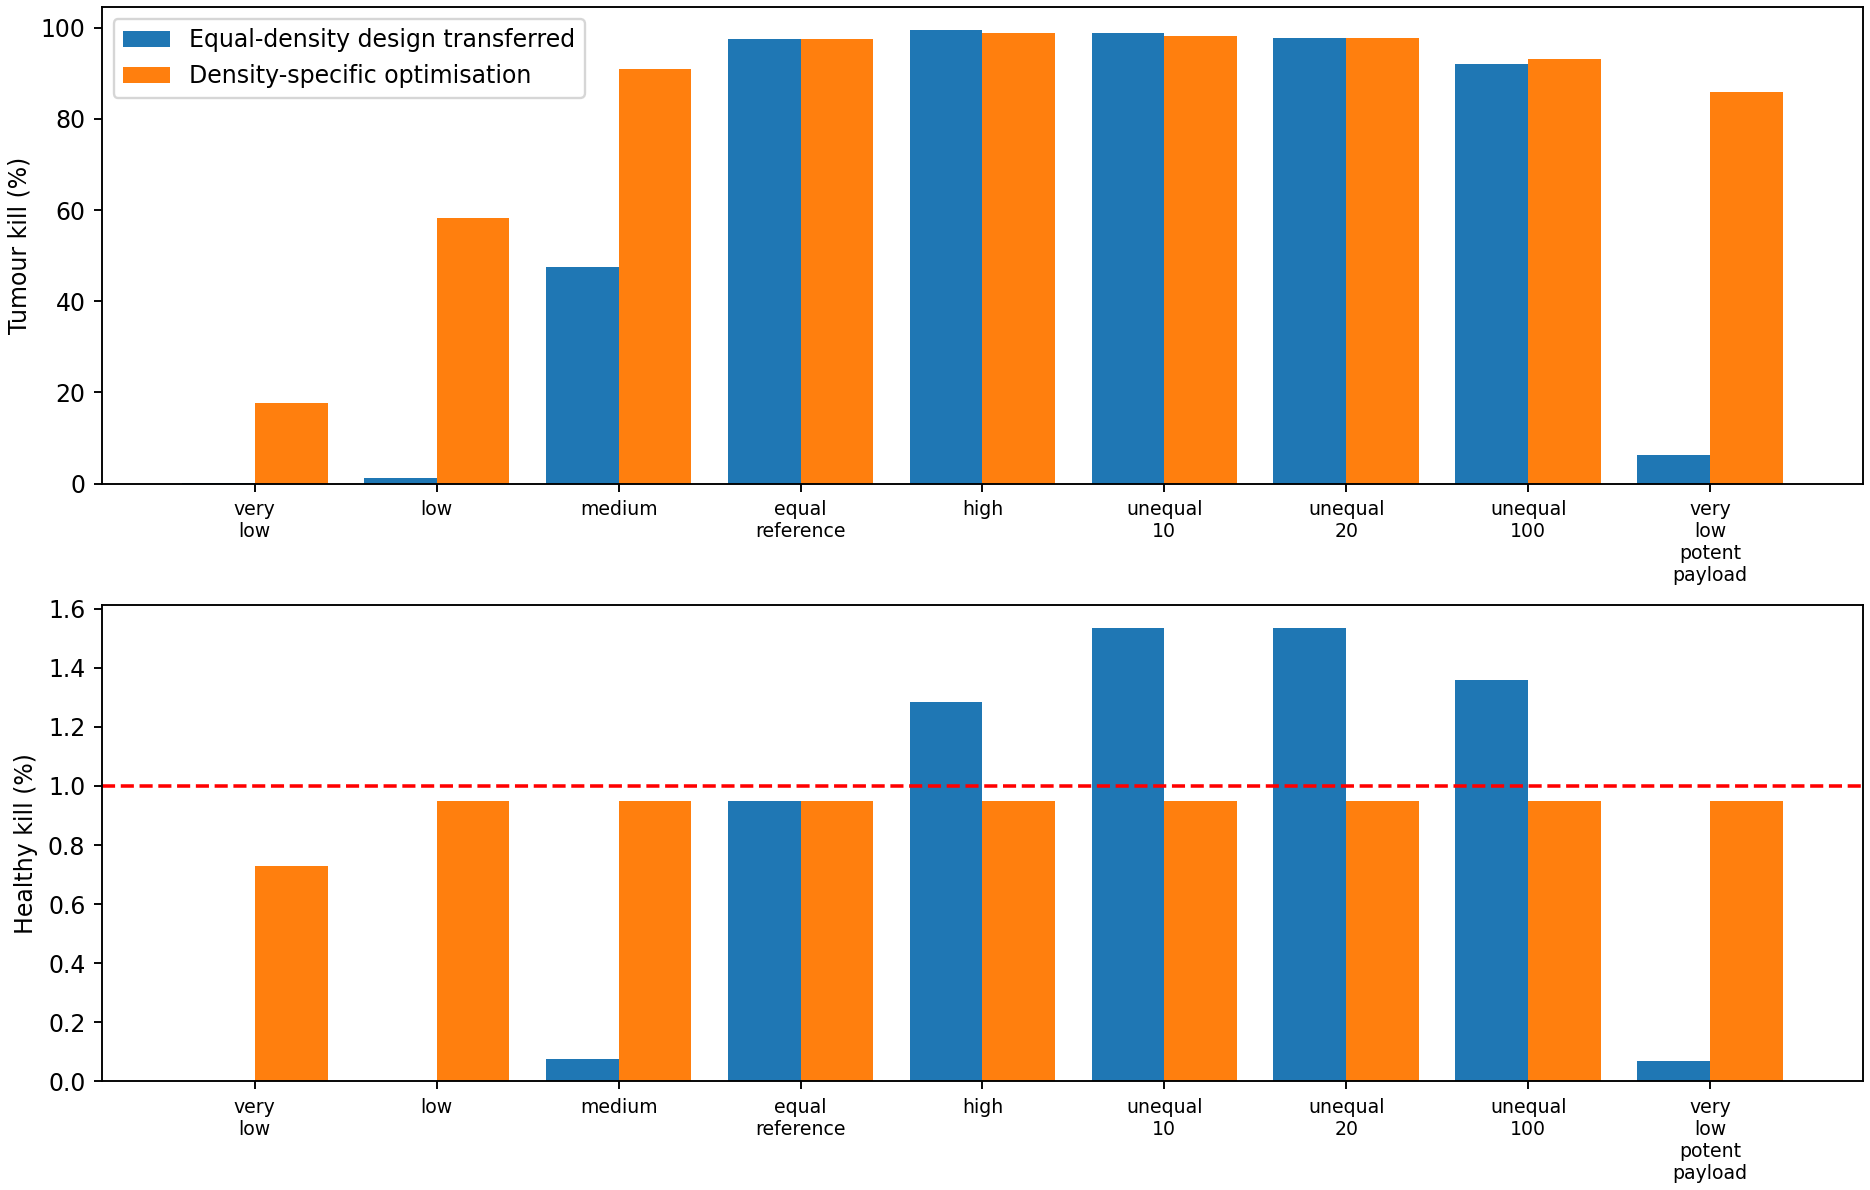 100
80
60
40
20
0
Tumour kill (%)
Equal-density design transferred
Density-specific optimisation
very
low
low
medium
equal
reference
high
unequal
10
unequal
20
unequal
100
very
low
potent
payload
1.6
1.4
1.2
1.0
0.8
0.6
0.4
0.2
0.0
Healthy kill (%)
very
low
low
medium
equal
reference
high
unequal
10
unequal
20
unequal
100
very
low
potent
payload